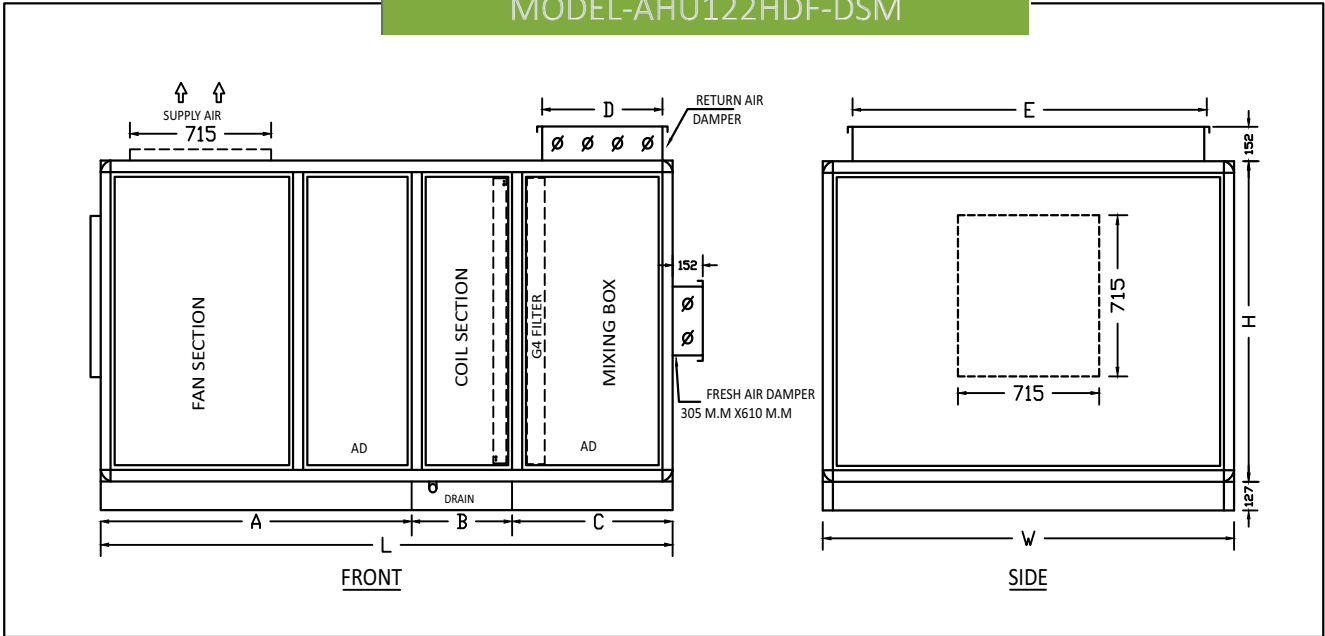 MODEL-AHU122HDF-DSM
SUPPLY AIR
715
D
RETURN AIR
DAMPER
152
FAN SECTION
AD
COIL SECTION
G4 FILTER
MIXING BOX
AD
FRESH AIR DAMPER
305 M.M X610 M.M
DRAIN
A
B
C
L
FRONT
E
152
715
715
H
127
W
SIDE